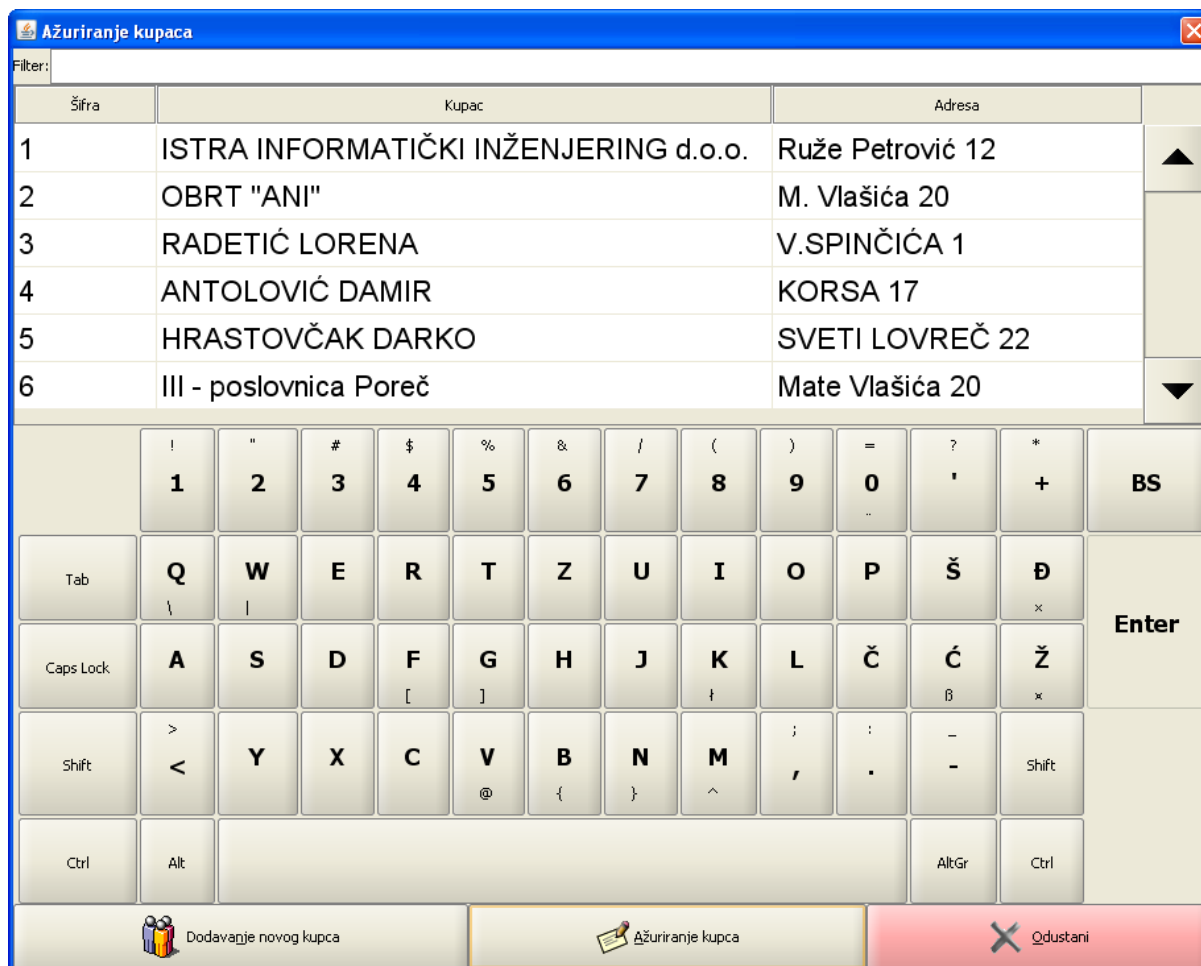 Ažuriranje kupaca
Filter:
Šifra Kupac Adresa
1 ISTRA INFORMATIČKI INŽENJERING d.o.o. Ruže Petrović 12
2 OBRT "ANI" M. Vlašića 20
3 RADETIĆ LORENA V.SPINČIĆA 1
4 ANTOLOVIĆ DAMIR KORSA 17
5 HRASTOVČAK DARKO SVETI LOVREČ 22
6 III - poslovnica Poreč Mate Vlašića 20
! " # $ % & / ( ) = ? *
1 2 3 4 5 6 7 8 9 0 ' + BS
¨
Tab Q W E R T Z U I O P Š Đ
\ | ×
Enter
Caps Lock A S D F G H J K L Č Ć Ž
[ ] ł ß ¤
> ; : _
Shift < Y X C V B N M , . - Shift
@ { } ^
Ctrl Alt AltGr Ctrl
Dodavanje novog kupca Ažuriranje kupca Odustani